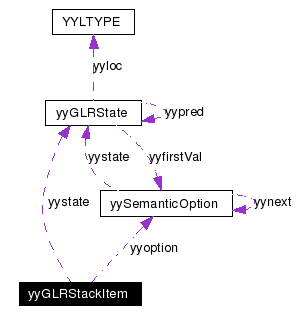 YYLTYPE
yyloc
yyGLRState
yypred
yystate yyfirstVal
yySemanticOption
yystate
yynext
yyoption
yyGLRStackItem